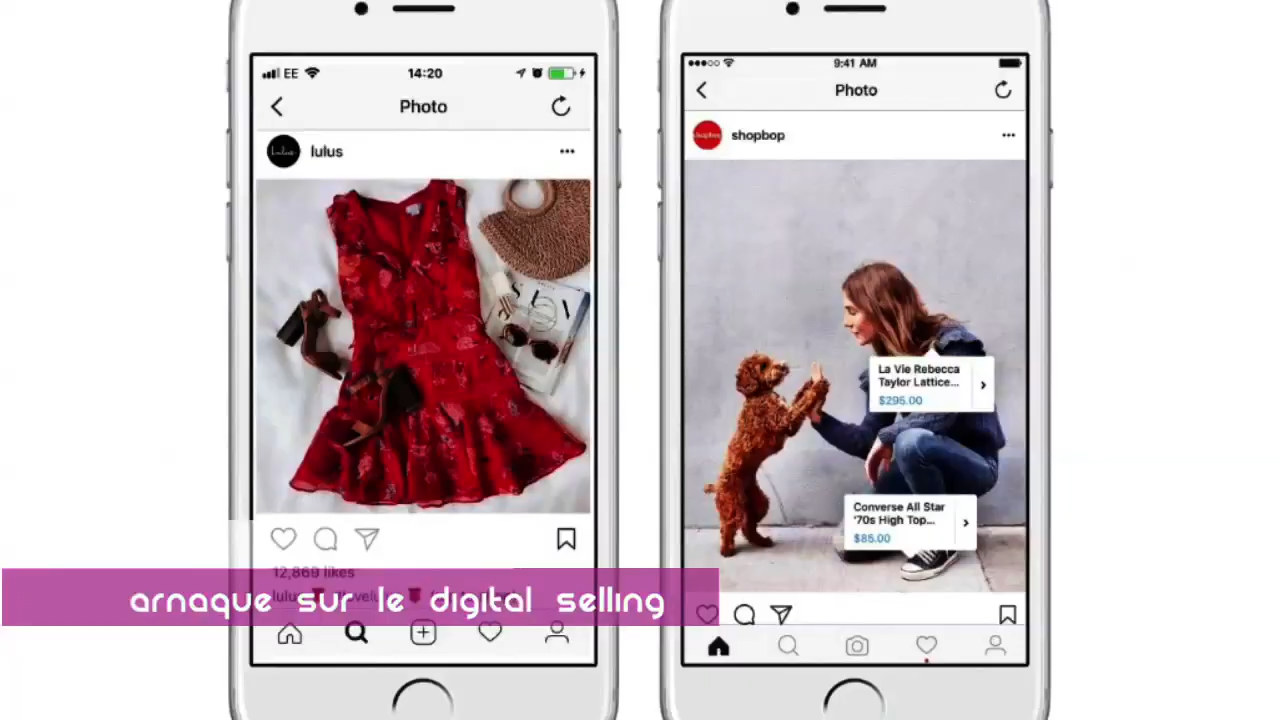 EE 14:20
Photo
lulus
12,869 likes
lulus
9:41 AM
Photo
shopbop
La Vie Rebecca
Taylor Lattice...
$295.00
Converse All Star
'70s High Top...
$85.00
arnaque sur le digital selling